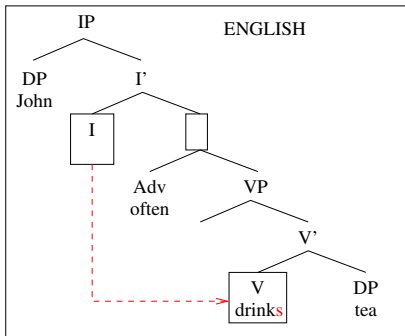 IP
ENGLISH
DP
John
I'
I
Adv
often
VP
V'
V
drinks
DP
tea